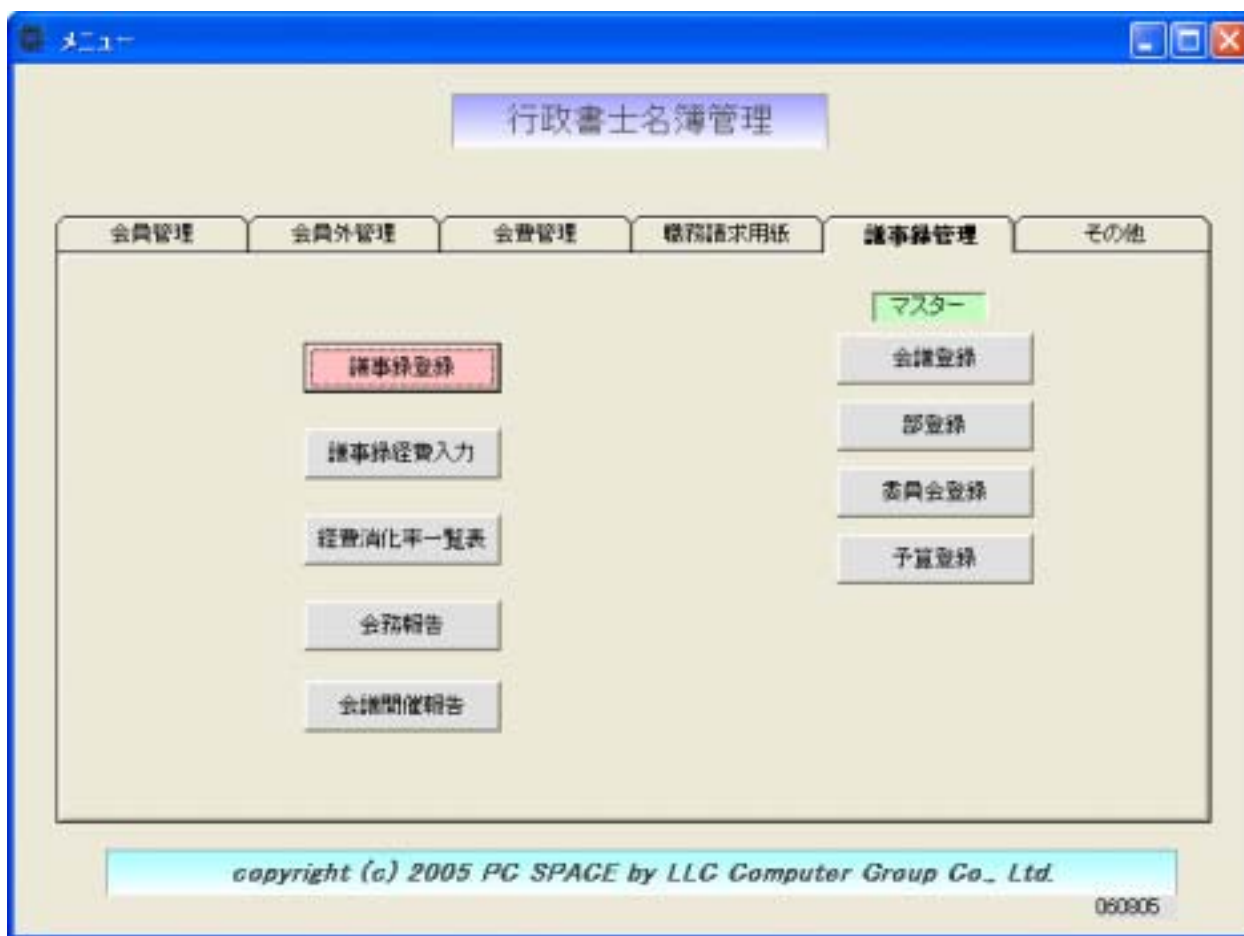 メニュー
行政書士名簿管理
会員管理
会員外管理
会費管理
職務請求用紙
議事録管理
その他
マスター
議事録登録
会議登録
議事録経費入力
部登録
経費消化率一覧表
委員会登録
会務報告
予算登録
会議開催報告
copyright (c) 2005 PC SPACE by LLC Computer Group Co., Ltd.
060805